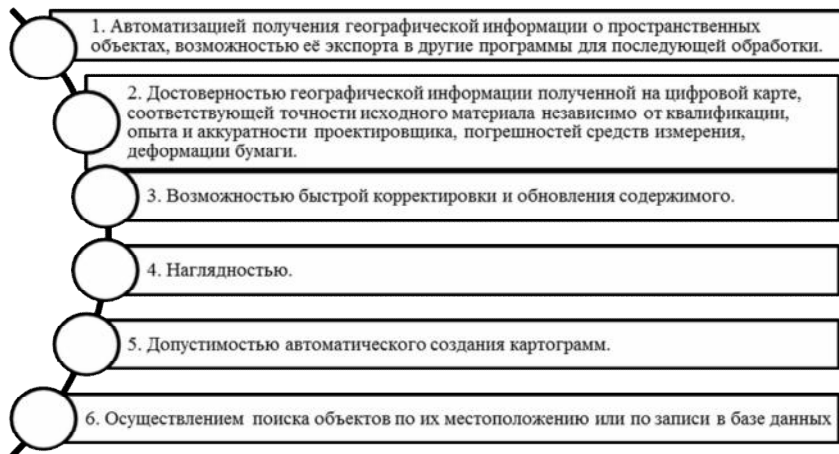 1. Автоматизацией получения географической информации о пространственных
объектах, возможностью её экспорта в другие программы для последующей обработки.
2. Достоверностью географической информации полученной на цифровой карте,
соответствующей точности исходного материала независимо от квалификации,
опыта и аккуратности проектировщика, погрешностей средств измерения,
деформации бумаги.
3. Возможностью быстрой корректировки и обновления содержимого.
4. Наглядностью.
5. Допустимостью автоматического создания картограмм.
6. Осуществлением поиска объектов по их местоположению или по записи в базе данных